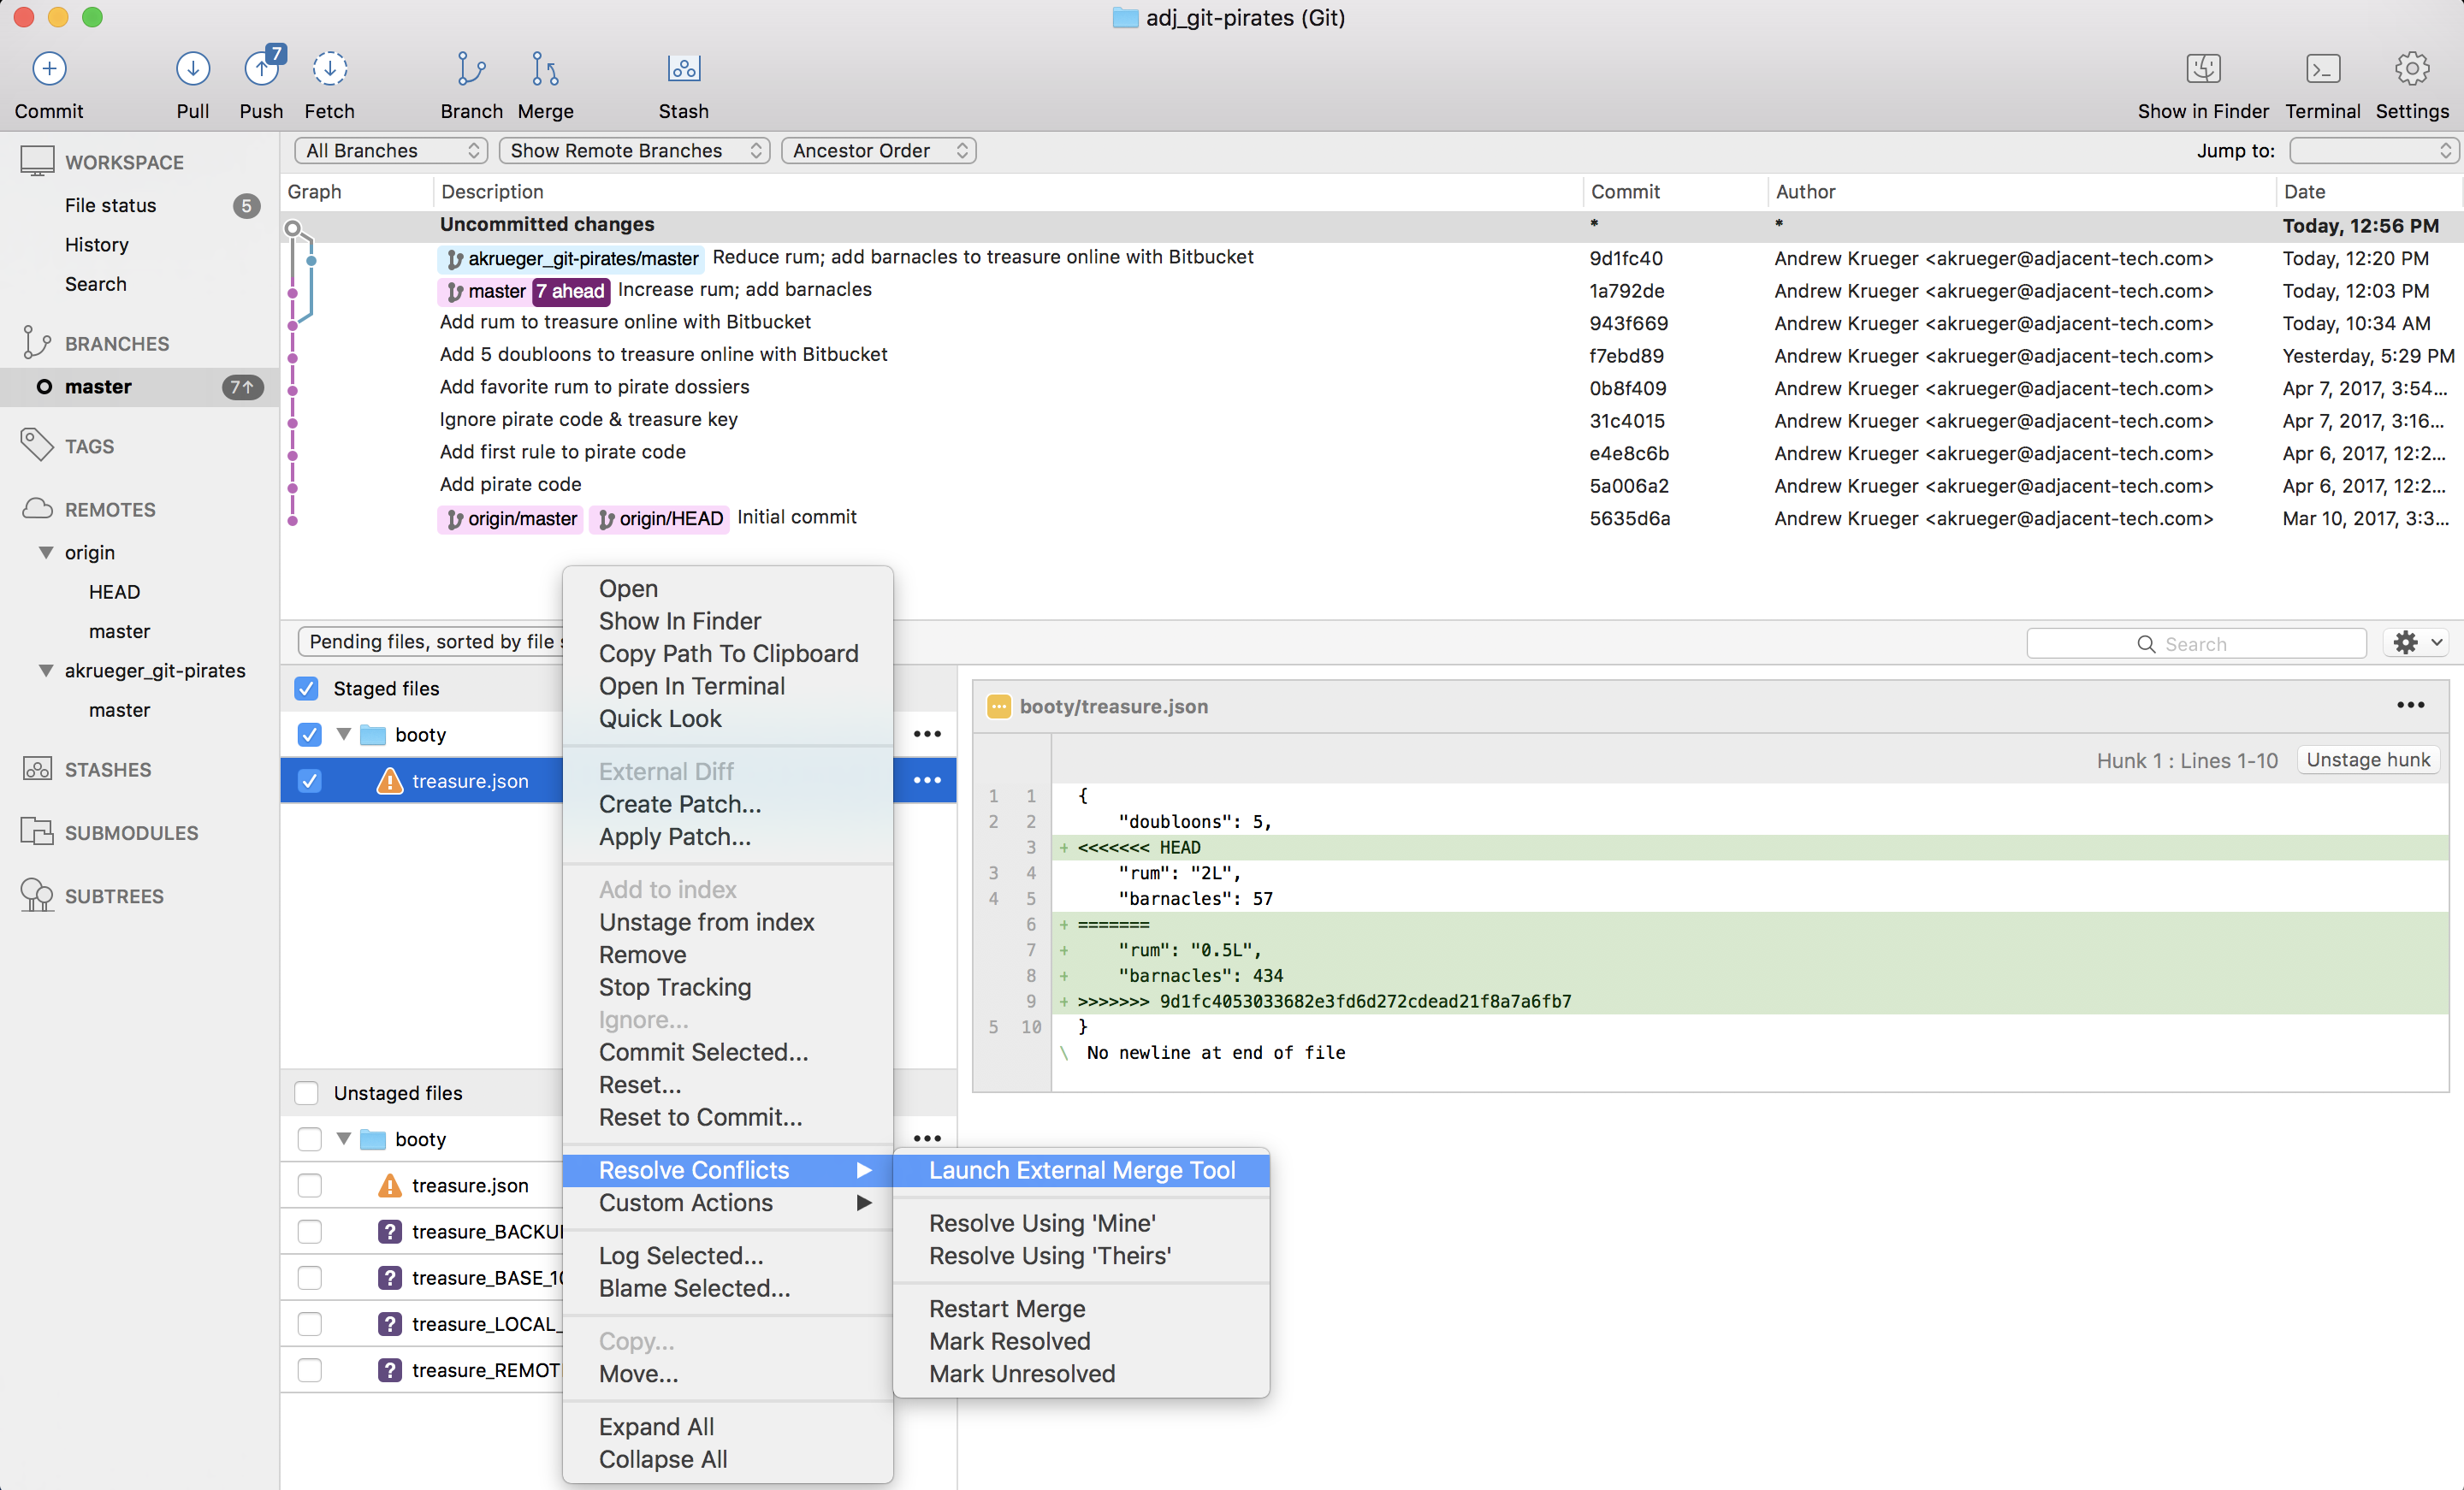 adj_git-pirates (Git)
7
Commit Pull Push Fetch Branch Merge Stash Show in Finder Terminal Settings
All Branches Show Remote Branches Ancestor Order Jump to:
Graph Description Commit Author Date
Uncommitted changes * * Today, 12:56 PM
akrueger_git-pirates/master Reduce rum; add barnacles to treasure online with Bitbucket 9d1fc40 Andrew Krueger <akrueger@adjacent-tech.com> Today, 12:20 PM
master 7 ahead Increase rum; add barnacles 1a792de Andrew Krueger <akrueger@adjacent-tech.com> Today, 12:03 PM
Add rum to treasure online with Bitbucket 943f669 Andrew Krueger <akrueger@adjacent-tech.com> Today, 10:34 AM
Add 5 doubloons to treasure online with Bitbucket f7ebd89 Andrew Krueger <akrueger@adjacent-tech.com> Yesterday, 5:29 PM
Add favorite rum to pirate dossiers 0b8f409 Andrew Krueger <akrueger@adjacent-tech.com> Apr 7, 2017, 3:54...
Ignore pirate code & treasure key 31c4015 Andrew Krueger <akrueger@adjacent-tech.com> Apr 7, 2017, 3:16...
Add first rule to pirate code e4e8c6b Andrew Krueger <akrueger@adjacent-tech.com> Apr 6, 2017, 12:2...
Add pirate code 5a006a2 Andrew Krueger <akrueger@adjacent-tech.com> Apr 6, 2017, 12:2...
origin/master origin/HEAD Initial commit 5635d6a Andrew Krueger <akrueger@adjacent-tech.com> Mar 10, 2017, 3:3...
WORKSPACE
File status 5
History
Search
BRANCHES
master 7↑
TAGS
REMOTES
origin
HEAD
master
akrueger_git-pirates
master
STASHES
SUBMODULES
SUBTREES
Pending files, sorted by file s
Search
Staged files
booty
treasure.json
Unstaged files
booty
treasure.json
treasure_BACKU
treasure_BASE_10
treasure_LOCAL_
treasure_REMOT
Open
Show In Finder
Copy Path To Clipboard
Open In Terminal
Quick Look
External Diff
Create Patch...
Apply Patch...
Add to index
Unstage from index
Remove
Stop Tracking
Ignore...
Commit Selected...
Reset...
Reset to Commit...
Resolve Conflicts
Custom Actions
Log Selected...
Blame Selected...
Copy...
Move...
Expand All
Collapse All
Launch External Merge Tool
Resolve Using 'Mine'
Resolve Using 'Theirs'
Restart Merge
Mark Resolved
Mark Unresolved
booty/treasure.json
Hunk 1 : Lines 1-10 Unstage hunk
1 1 {
2 2 "doubloons": 5,
3 + <<<<<<< HEAD
3 4 "rum": "2L",
4 5 "barnacles": 57
6 + =======
7 + "rum": "0.5L",
8 + "barnacles": 434
9 + >>>>>>> 9d1fc4053033682e3fd6d272cdead21f8a7a6fb7
5 10 }
\ No newline at end of file